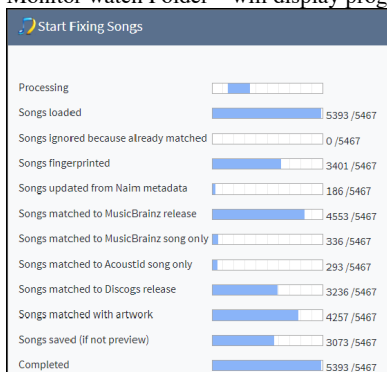 Monitor watch Folder – will display prog
Start Fixing Songs
Processing
Songs loaded 5393 /5467
Songs ignored because already matched 0 /5467
Songs fingerprinted 3401 /5467
Songs updated from Naim metadata 186 /5467
Songs matched to MusicBrainz release 4553 /5467
Songs matched to MusicBrainz song only 336 /5467
Songs matched to Acoustid song only 293 /5467
Songs matched to Discogs release 3236 /5467
Songs matched with artwork 4257 /5467
Songs saved (if not preview) 3073 /5467
Completed 5393 /5467